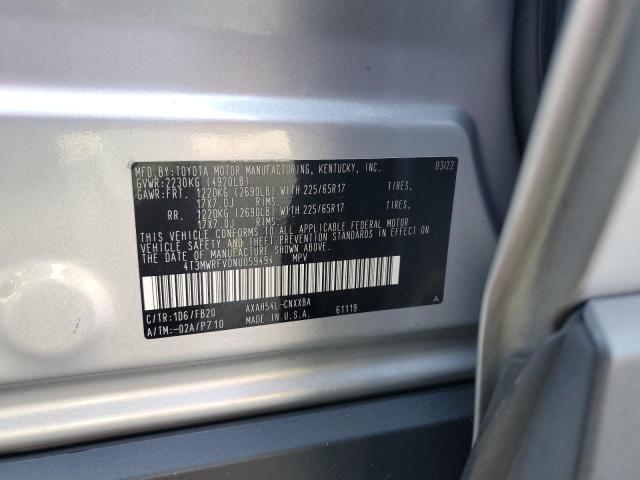 MFD.BY:TOYOTA MOTOR MANUFACTURING, KENTUCKY, INC. 03/22
GVWR:2230KG (4920LB)
GAWR:FRT. 1220KG (2690LB) WITH 225/65R17 TIRES,
17X7.0J RIMS,
RR. 1220KG (2690LB) WITH 225/65R17 TIRES,
17X7.0J RIMS.
THIS VEHICLE CONFORMS TO ALL APPLICABLE FEDERAL MOTOR
VEHICLE SAFETY AND BUMPER STANDARDS IN EFFECT ON THE
DATE OF MANUFACTURE SHOWN ABOVE.
4T3MWRFV0NU059494 MPV
C/TR:1D6/FB20 AXAH54L-CNXXBA A
A/TM:-02A/P710 MADE IN U.S.A. 61119